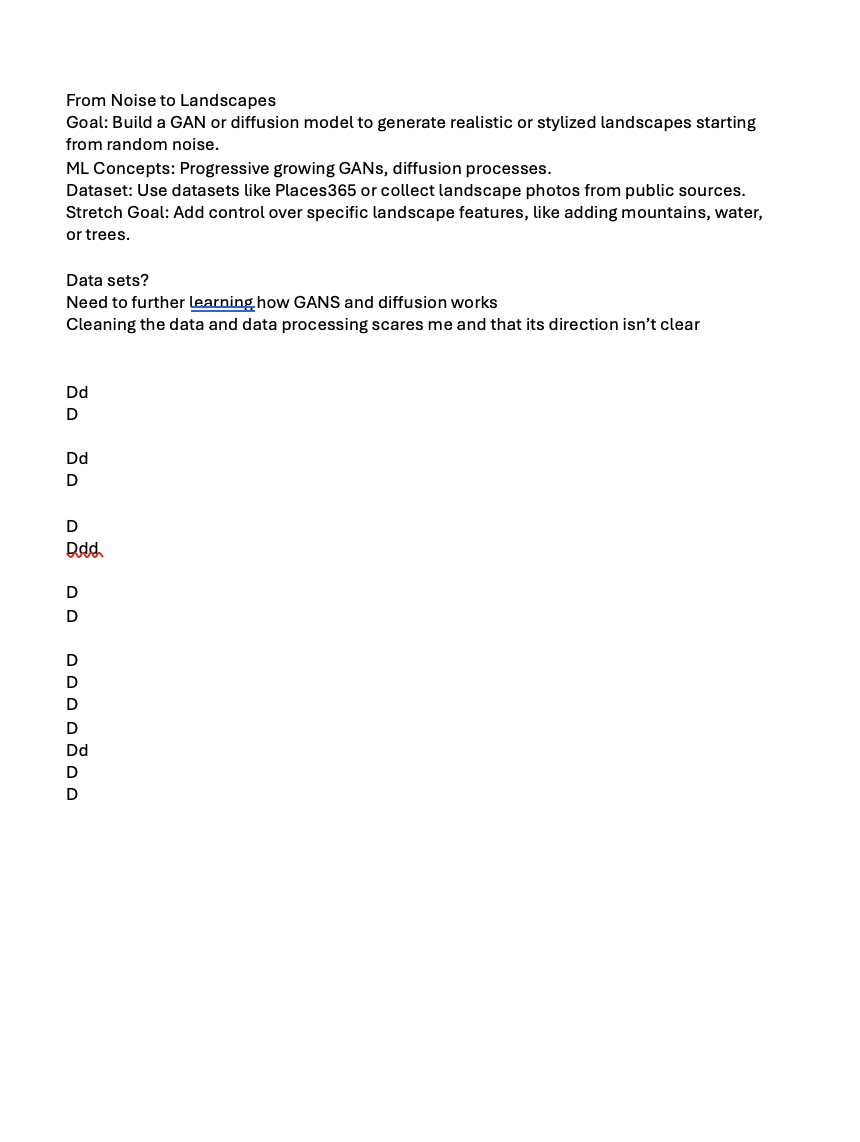 From Noise to Landscapes
Goal: Build a GAN or diffusion model to generate realistic or stylized landscapes starting
from random noise.
ML Concepts: Progressive growing GANs, diffusion processes.
Dataset: Use datasets like Places365 or collect landscape photos from public sources.
Stretch Goal: Add control over specific landscape features, like adding mountains, water,
or trees.
Data sets?
Need to further learning how GANS and diffusion works
Cleaning the data and data processing scares me and that its direction isn’t clear
Dd
D
Dd
D
D
Ddd
D
D
D
D
D
D
Dd
D
D